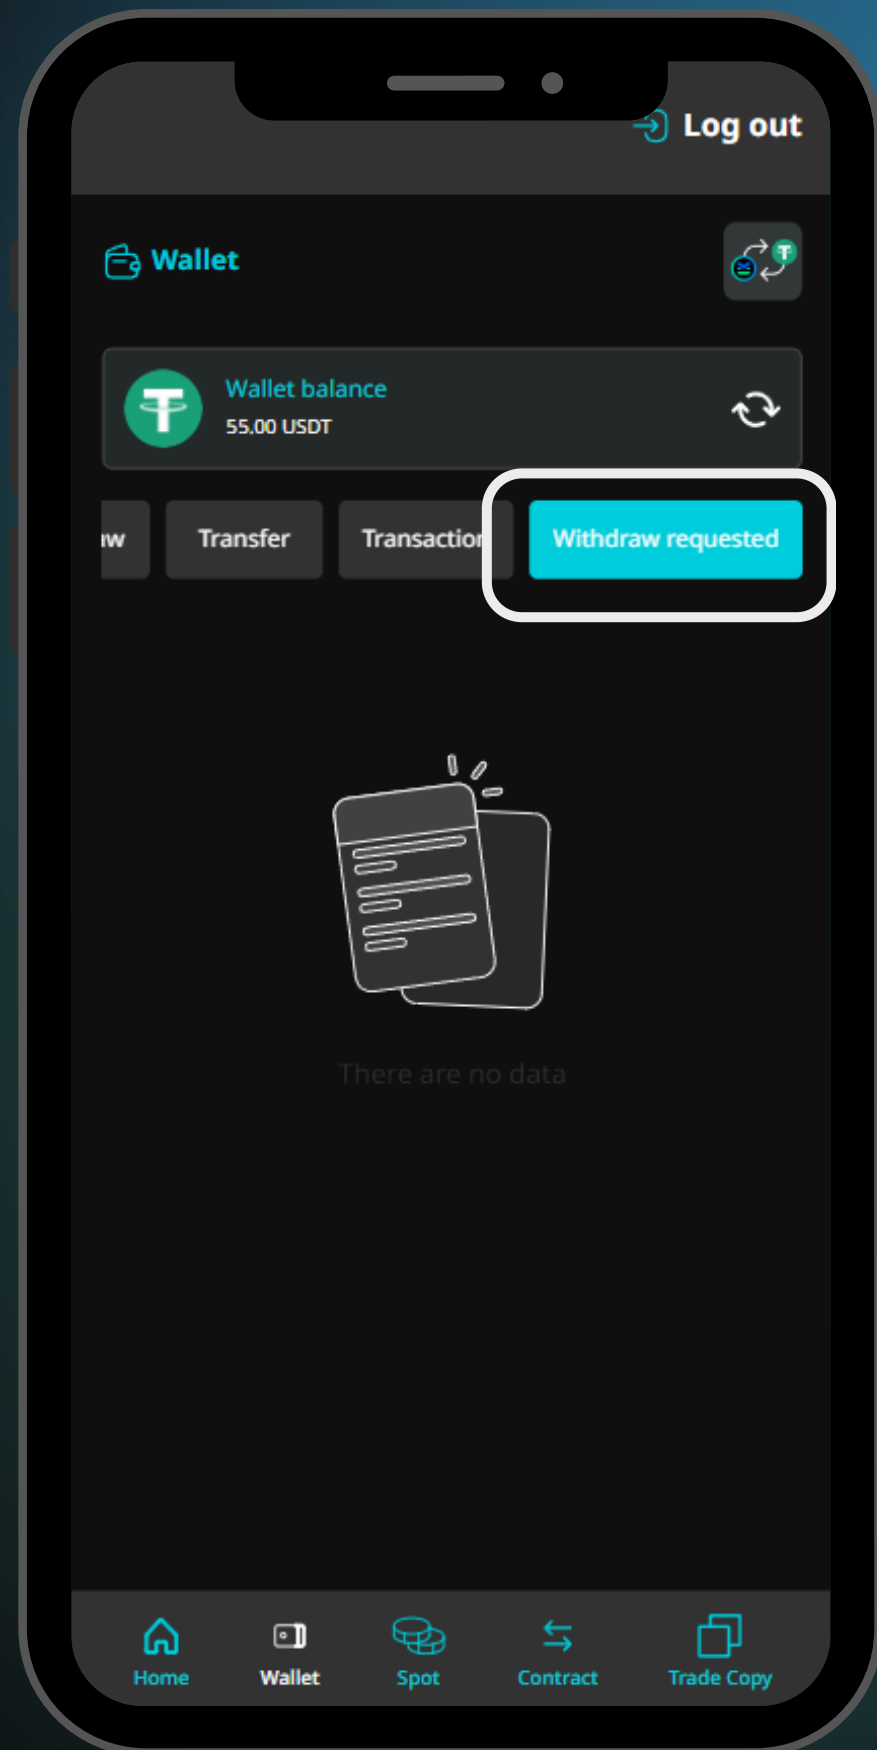 Log out
Wallet
Wallet balance
55.00 USDT
Transfer
Withdraw requested
There are no data
Home
Wallet
Spot
Contract
Trade Copy